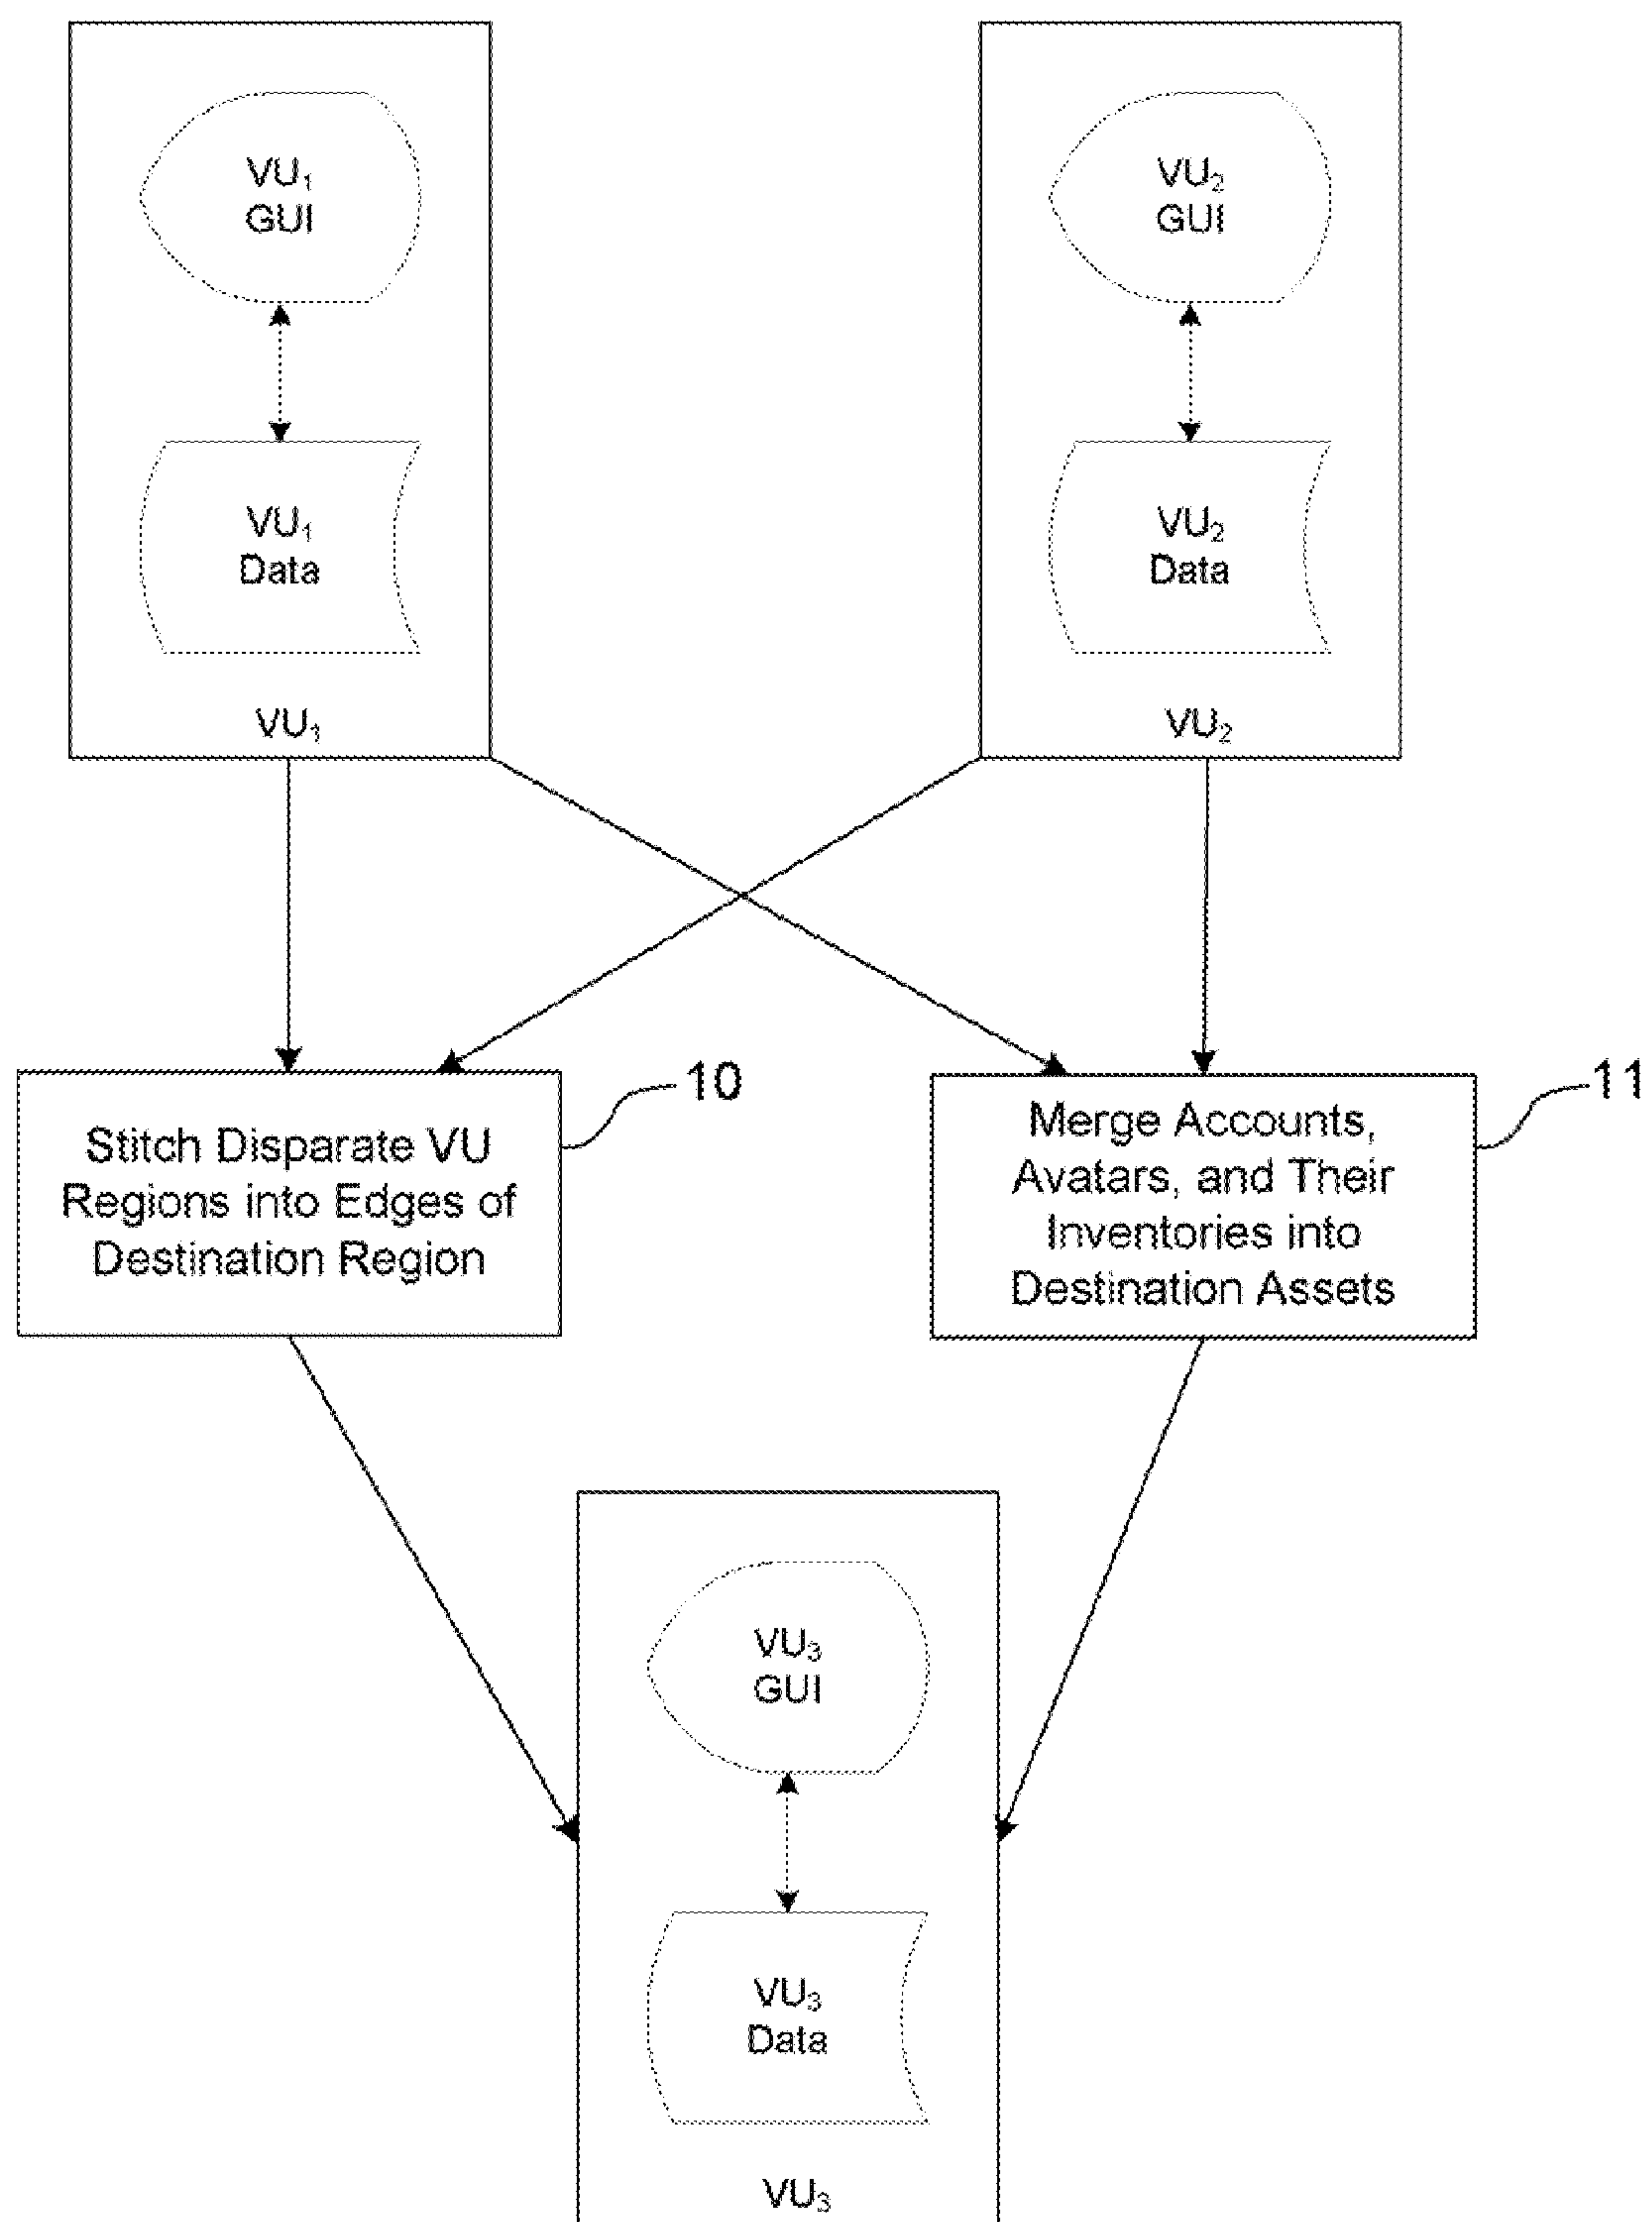 VU₁
GUI
VU₁
Data
VU₁
VU₂
GUI
VU₂
Data
VU₂
10
Stitch Disparate VU
Regions into Edges of
Destination Region
11
Merge Accounts,
Avatars, and Their
Inventories into
Destination Assets
VU₃
GUI
VU₃
Data
VU₃